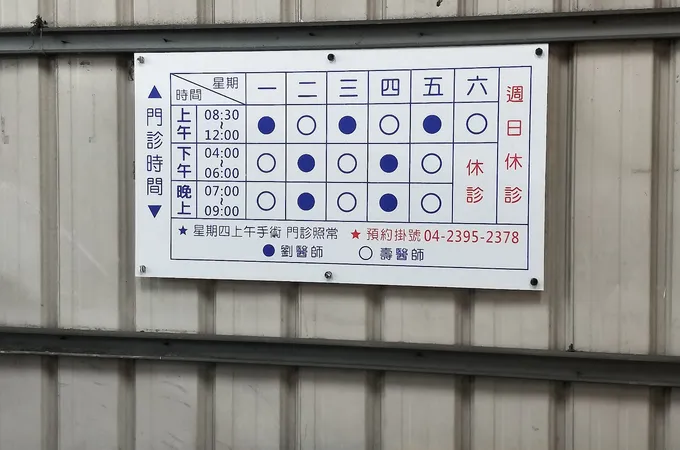 ▲門診時間▼
星期 一 二 三 四 五 六 週日休診
時間
上午 08:30~12:00 ● ○ ● ○ ● ○
下午 04:00~06:00 ○ ● ○ ● ○ 休診
晚上 07:00~09:00 ○ ● ○ ● ○
★ 星期四上午手術 門診照常 ★ 預約掛號 04-2395-2378
● 劉醫師 ○ 壽醫師